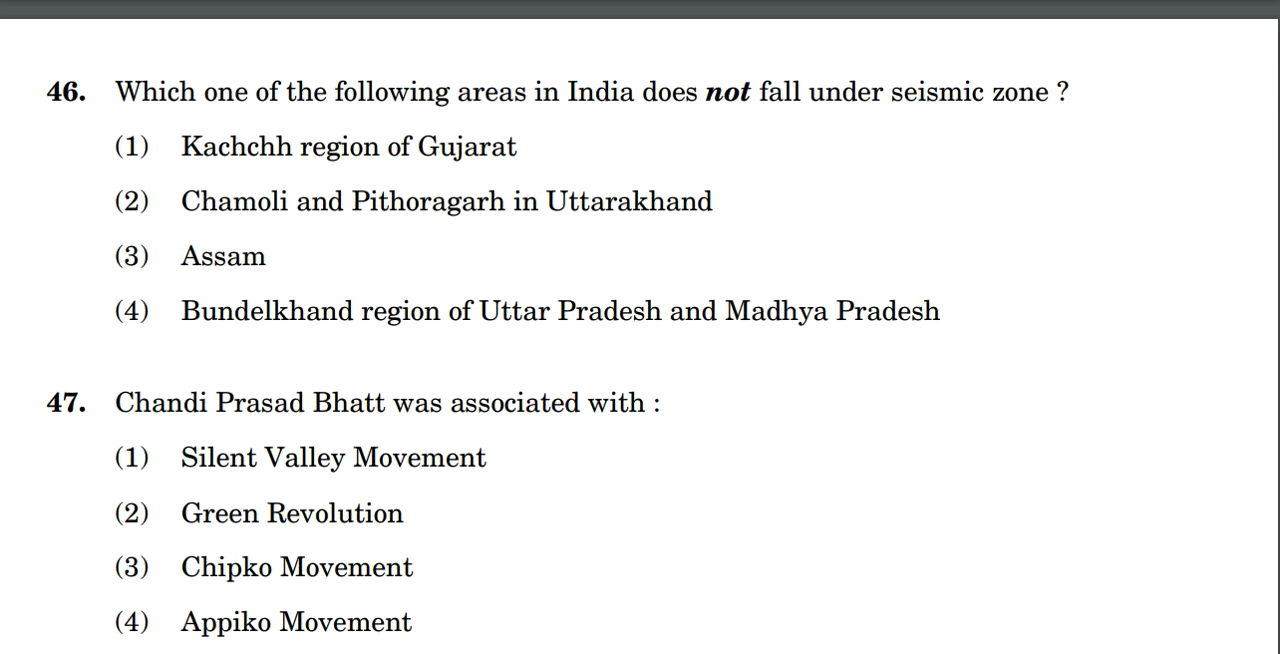 46. Which one of the following areas in India does not fall under seismic zone ?
(1) Kachchh region of Gujarat
(2) Chamoli and Pithoragarh in Uttarakhand
(3) Assam
(4) Bundelkhand region of Uttar Pradesh and Madhya Pradesh
47. Chandi Prasad Bhatt was associated with :
(1) Silent Valley Movement
(2) Green Revolution
(3) Chipko Movement
(4) Appiko Movement